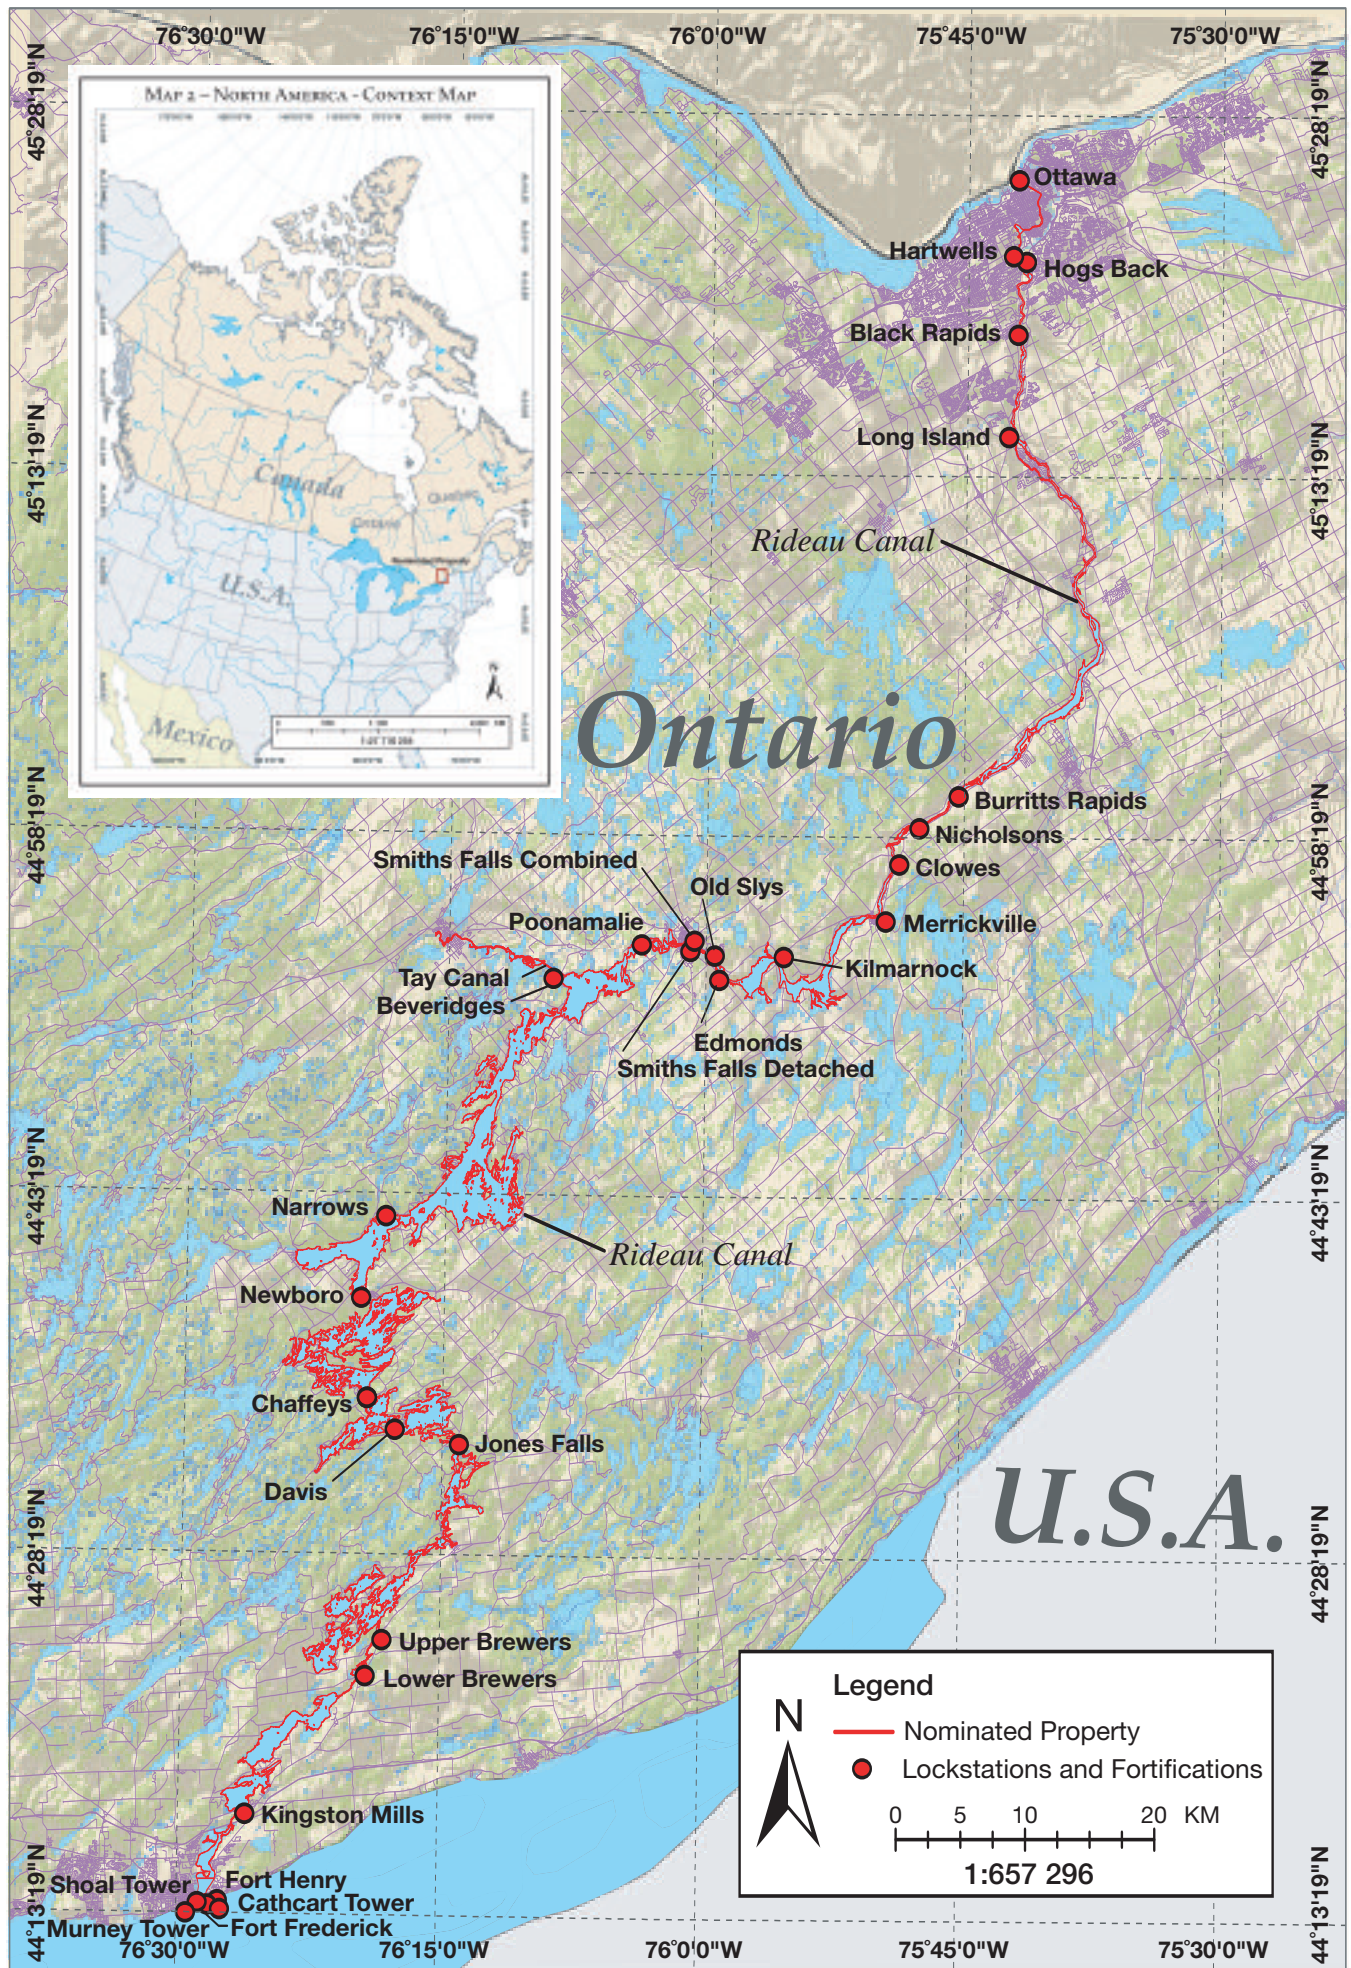 76°30'0"W 76°15'0"W 76°00'0"W 75°45'0"W 75°30'0"W
45°28'19"N
45°28'19"N
MAP 2 – NORTH AMERICA - CONTEXT MAP
Canada
Quebec
Ontario
U.S.A.
Mexico
N
Ottawa
Hartwells
Hogs Back
Black Rapids
Long Island
45°13'19"N
45°13'19"N
Rideau Canal
Ontario
Burritts Rapids
Nicholsons
44°58'19"N
44°58'19"N
Smiths Falls Combined
Clowes
Old Slys
Poonamalie
Merrickville
Kilmarnock
Tay Canal
Beveridges
Edmonds
Smiths Falls Detached
44°43'19"N
44°43'19"N
Narrows
Rideau Canal
Newboro
Chaffeys
Jones Falls
Davis
U.S.A.
44°28'19"N
44°28'19"N
Upper Brewers
Lower Brewers
Legend
N
Nominated Property
Lockstations and Fortifications
0 5 10 20 KM
1:657 296
Kingston Mills
44°13'19"N
44°13'19"N
Fort Henry
Shoal Tower
Cathcart Tower
Murney Tower
Fort Frederick
76°30'0"W 76°15'0"W 76°00'0"W 75°45'0"W 75°30'0"W